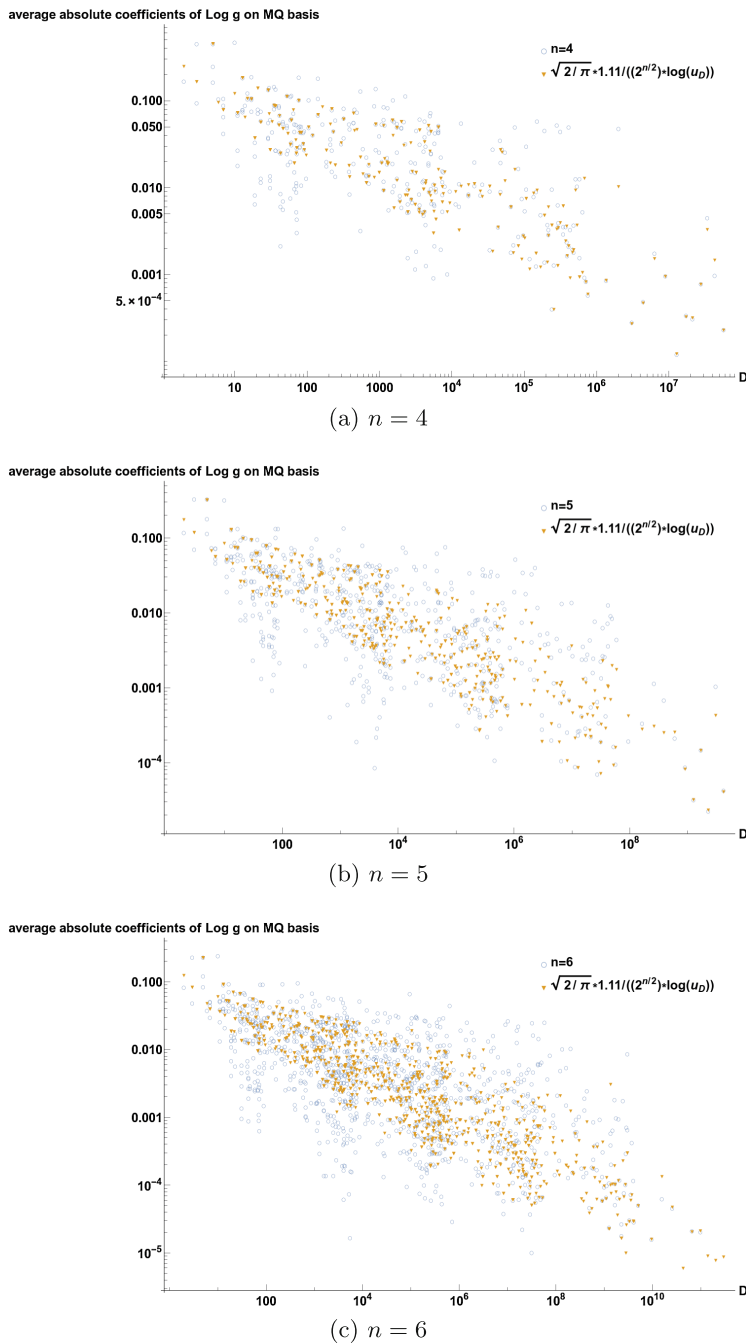 average absolute coefficients of Log g on MQ basis
n=4
√2/π*1.11/((2^{n/2})*log(u_D))
0.100
0.050
0.010
0.005
0.001
5.×10^{-4}
10 100 1000 10^4 10^5 10^6 10^7 D
(a) n = 4
average absolute coefficients of Log g on MQ basis
n=5
√2/π*1.11/((2^{n/2})*log(u_D))
0.100
0.010
0.001
10^{-4}
100 10^4 10^6 10^8 D
(b) n = 5
average absolute coefficients of Log g on MQ basis
n=6
√2/π*1.11/((2^{n/2})*log(u_D))
0.100
0.010
0.001
10^{-4}
10^{-5}
100 10^4 10^6 10^8 10^{10} D
(c) n = 6